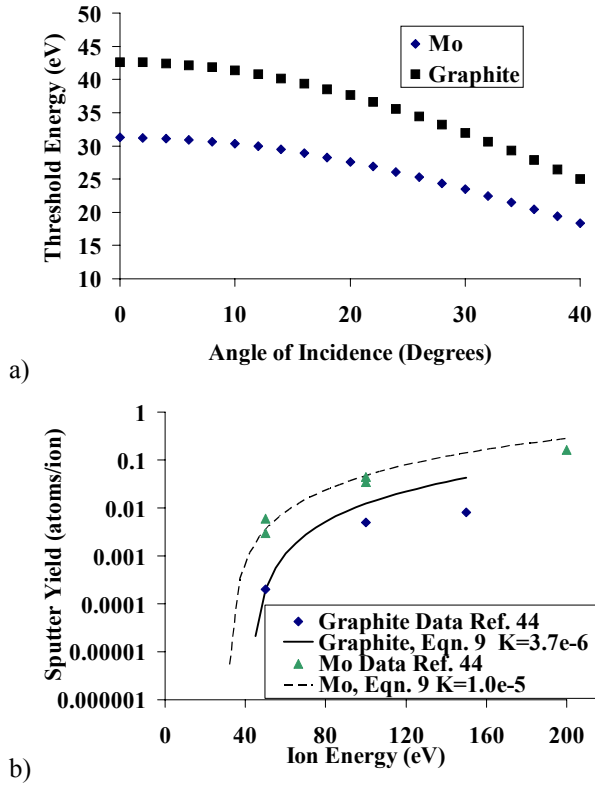 50
45
40
35
30
25
20
15
10
Threshold Energy (eV)
Mo
Graphite
0 10 20 30 40
Angle of Incidence (Degrees)
a)
1
0.1
0.01
0.001
0.0001
0.00001
0.000001
Sputter Yield (atoms/ion)
Graphite Data Ref. 44
Graphite, Eqn. 9 K=3.7e-6
Mo Data Ref. 44
Mo, Eqn. 9 K=1.0e-5
0 40 80 120 160 200
Ion Energy (eV)
b)